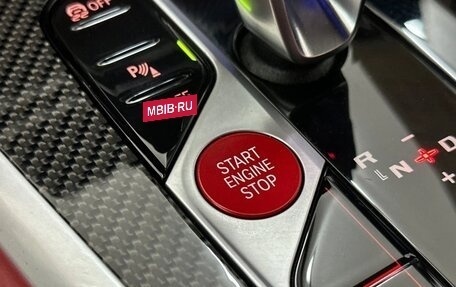 OFF
P
MBIB.RU
START
ENGINE
STOP
R
N D
+